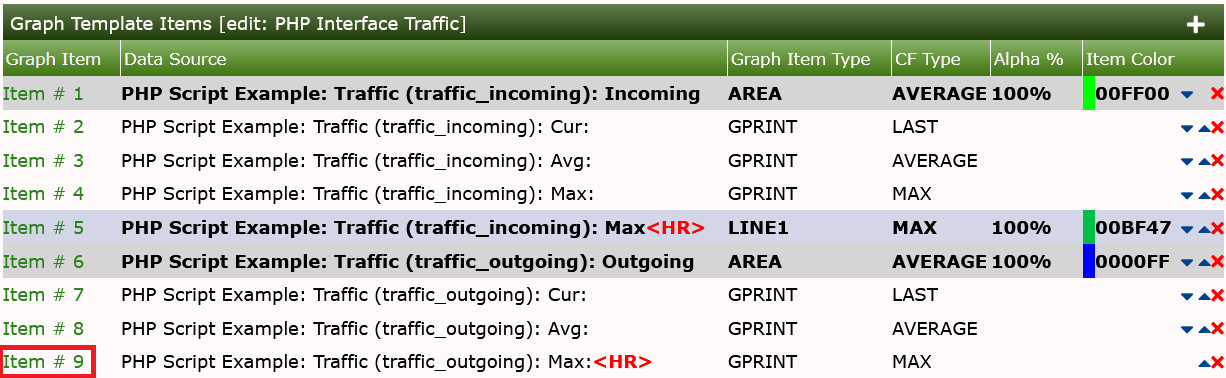 Graph Template Items [edit: PHP Interface Traffic]
Graph Item Data Source Graph Item Type CF Type Alpha % Item Color
Item # 1 PHP Script Example: Traffic (traffic_incoming): Incoming AREA AVERAGE 100% 00FF00
Item # 2 PHP Script Example: Traffic (traffic_incoming): Cur: GPRINT LAST
Item # 3 PHP Script Example: Traffic (traffic_incoming): Avg: GPRINT AVERAGE
Item # 4 PHP Script Example: Traffic (traffic_incoming): Max: GPRINT MAX
Item # 5 PHP Script Example: Traffic (traffic_incoming): Max<HR> LINE1 MAX 100% 00BF47
Item # 6 PHP Script Example: Traffic (traffic_outgoing): Outgoing AREA AVERAGE 100% 0000FF
Item # 7 PHP Script Example: Traffic (traffic_outgoing): Cur: GPRINT LAST
Item # 8 PHP Script Example: Traffic (traffic_outgoing): Avg: GPRINT AVERAGE
Item # 9 PHP Script Example: Traffic (traffic_outgoing): Max:<HR> GPRINT MAX